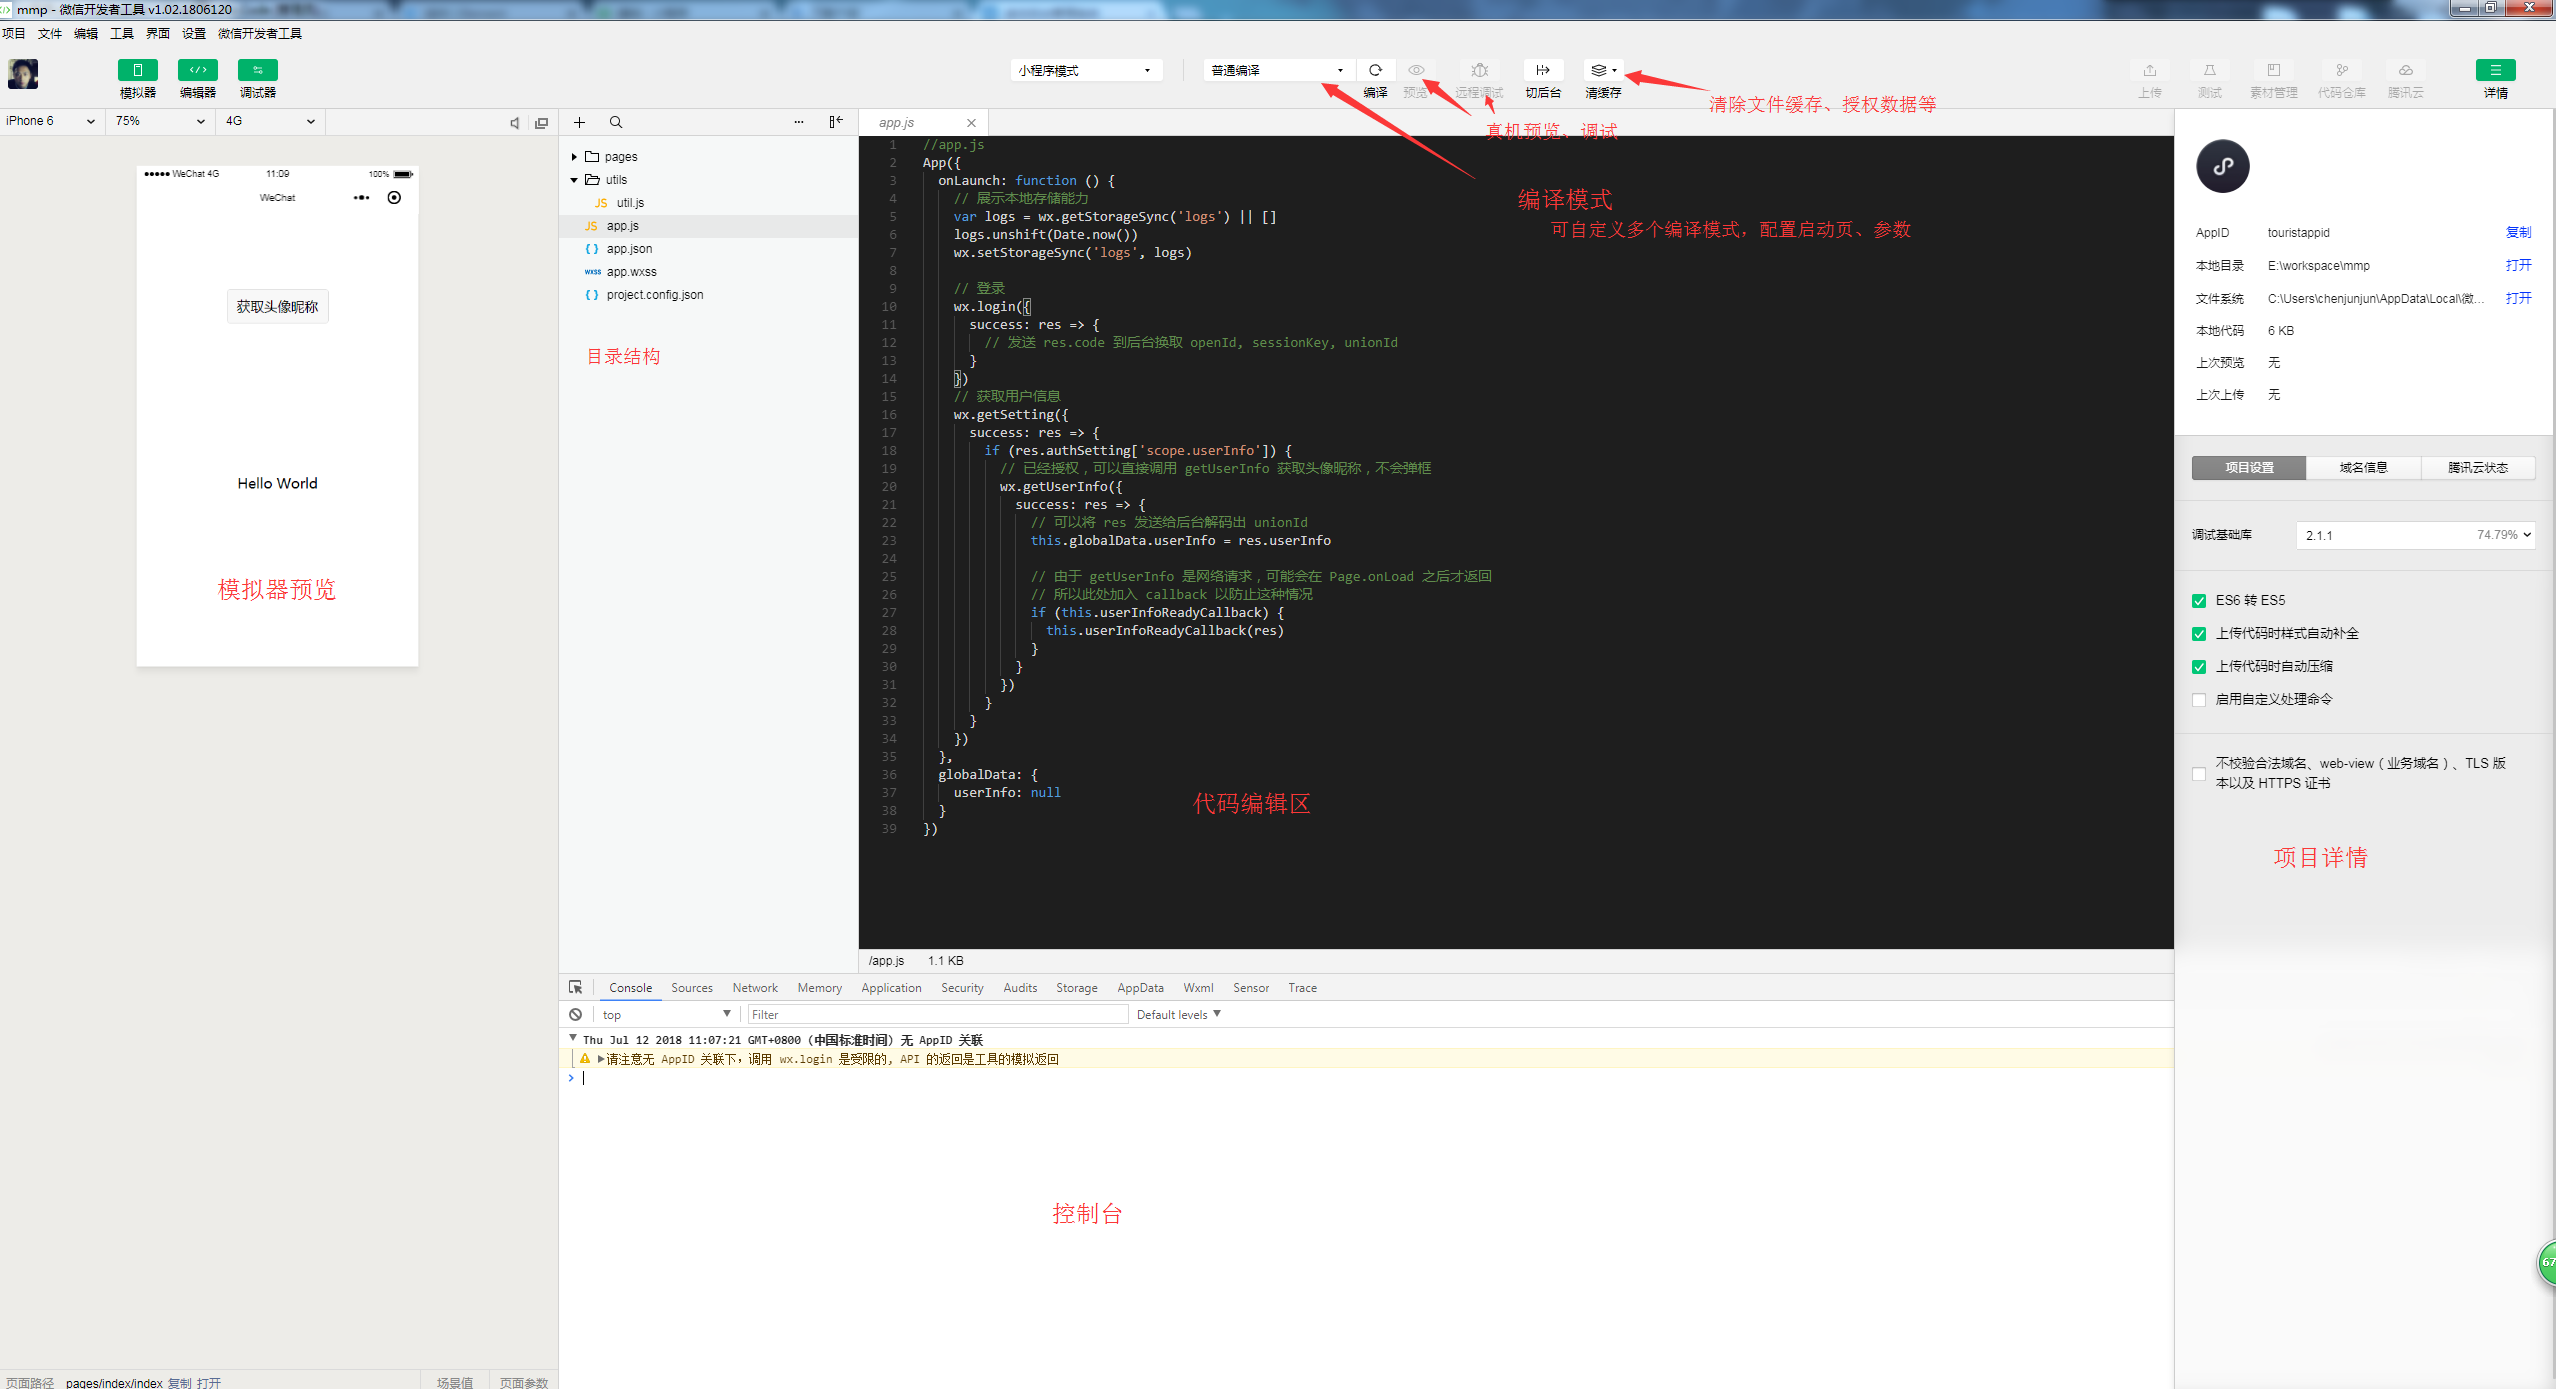 mmp - 微信开发者工具 v1.02.1806120
项目 文件 编辑 工具 界面 设置 微信开发者工具
模拟器 编辑器 调试器
小程序模式 普通编译
编译 预览 远程调试 切后台 清缓存
上传 测试 素材管理 代码仓库 腾讯云 详情
清除文件缓存、授权数据等
真机预览、调试
编译模式
可自定义多个编译模式，配置启动页、参数
iPhone 6 75% 4G
WeChat 4G 11:09 100%
WeChat
获取头像昵称
Hello World
模拟器预览
页面路径 pages/index/index 复制 打开 场景值 页面参数
pages
utils
JS util.js
JS app.js
{ } app.json
wxss app.wxss
{ } project.config.json
目录结构
app.js
1 //app.js
2 App({
3 onLaunch: function () {
4 // 展示本地存储能力
5 var logs = wx.getStorageSync('logs') || []
6 logs.unshift(Date.now())
7 wx.setStorageSync('logs', logs)
8
9 // 登录
10 wx.login({
11 success: res => {
12 // 发送 res.code 到后台换取 openId, sessionKey, unionId
13 }
14 })
15 // 获取用户信息
16 wx.getSetting({
17 success: res => {
18 if (res.authSetting['scope.userInfo']) {
19 // 已经授权，可以直接调用 getUserInfo 获取头像昵称，不会弹框
20 wx.getUserInfo({
21 success: res => {
22 // 可以将 res 发送给后台解码出 unionId
23 this.globalData.userInfo = res.userInfo
24
25 // 由于 getUserInfo 是网络请求，可能会在 Page.onLoad 之后才返回
26 // 所以此处加入 callback 以防止这种情况
27 if (this.userInfoReadyCallback) {
28 this.userInfoReadyCallback(res)
29 }
30 }
31 })
32 }
33 }
34 })
35 },
36 globalData: {
37 userInfo: null
38 }
39 })
代码编辑区
/app.js 1.1 KB
Console Sources Network Memory Application Security Audits Storage AppData Wxml Sensor Trace
top Filter Default levels
Thu Jul 12 2018 11:07:21 GMT+0800 (中国标准时间) 无 AppID 关联
请注意无 AppID 关联下，调用 wx.login 是受限的, API 的返回是工具的模拟返回
控制台
AppID touristappid 复制
本地目录 E:\workspace\mmp 打开
文件系统 C:\Users\chenjunjun\AppData\Local\微... 打开
本地代码 6 KB
上次预览 无
上次上传 无
项目设置 域名信息 腾讯云状态
调试基础库 2.1.1 74.79%
ES6 转 ES5
上传代码时样式自动补全
上传代码时自动压缩
启用自定义处理命令
不校验合法域名、web-view（业务域名）、TLS 版
本以及 HTTPS 证书
项目详情
67